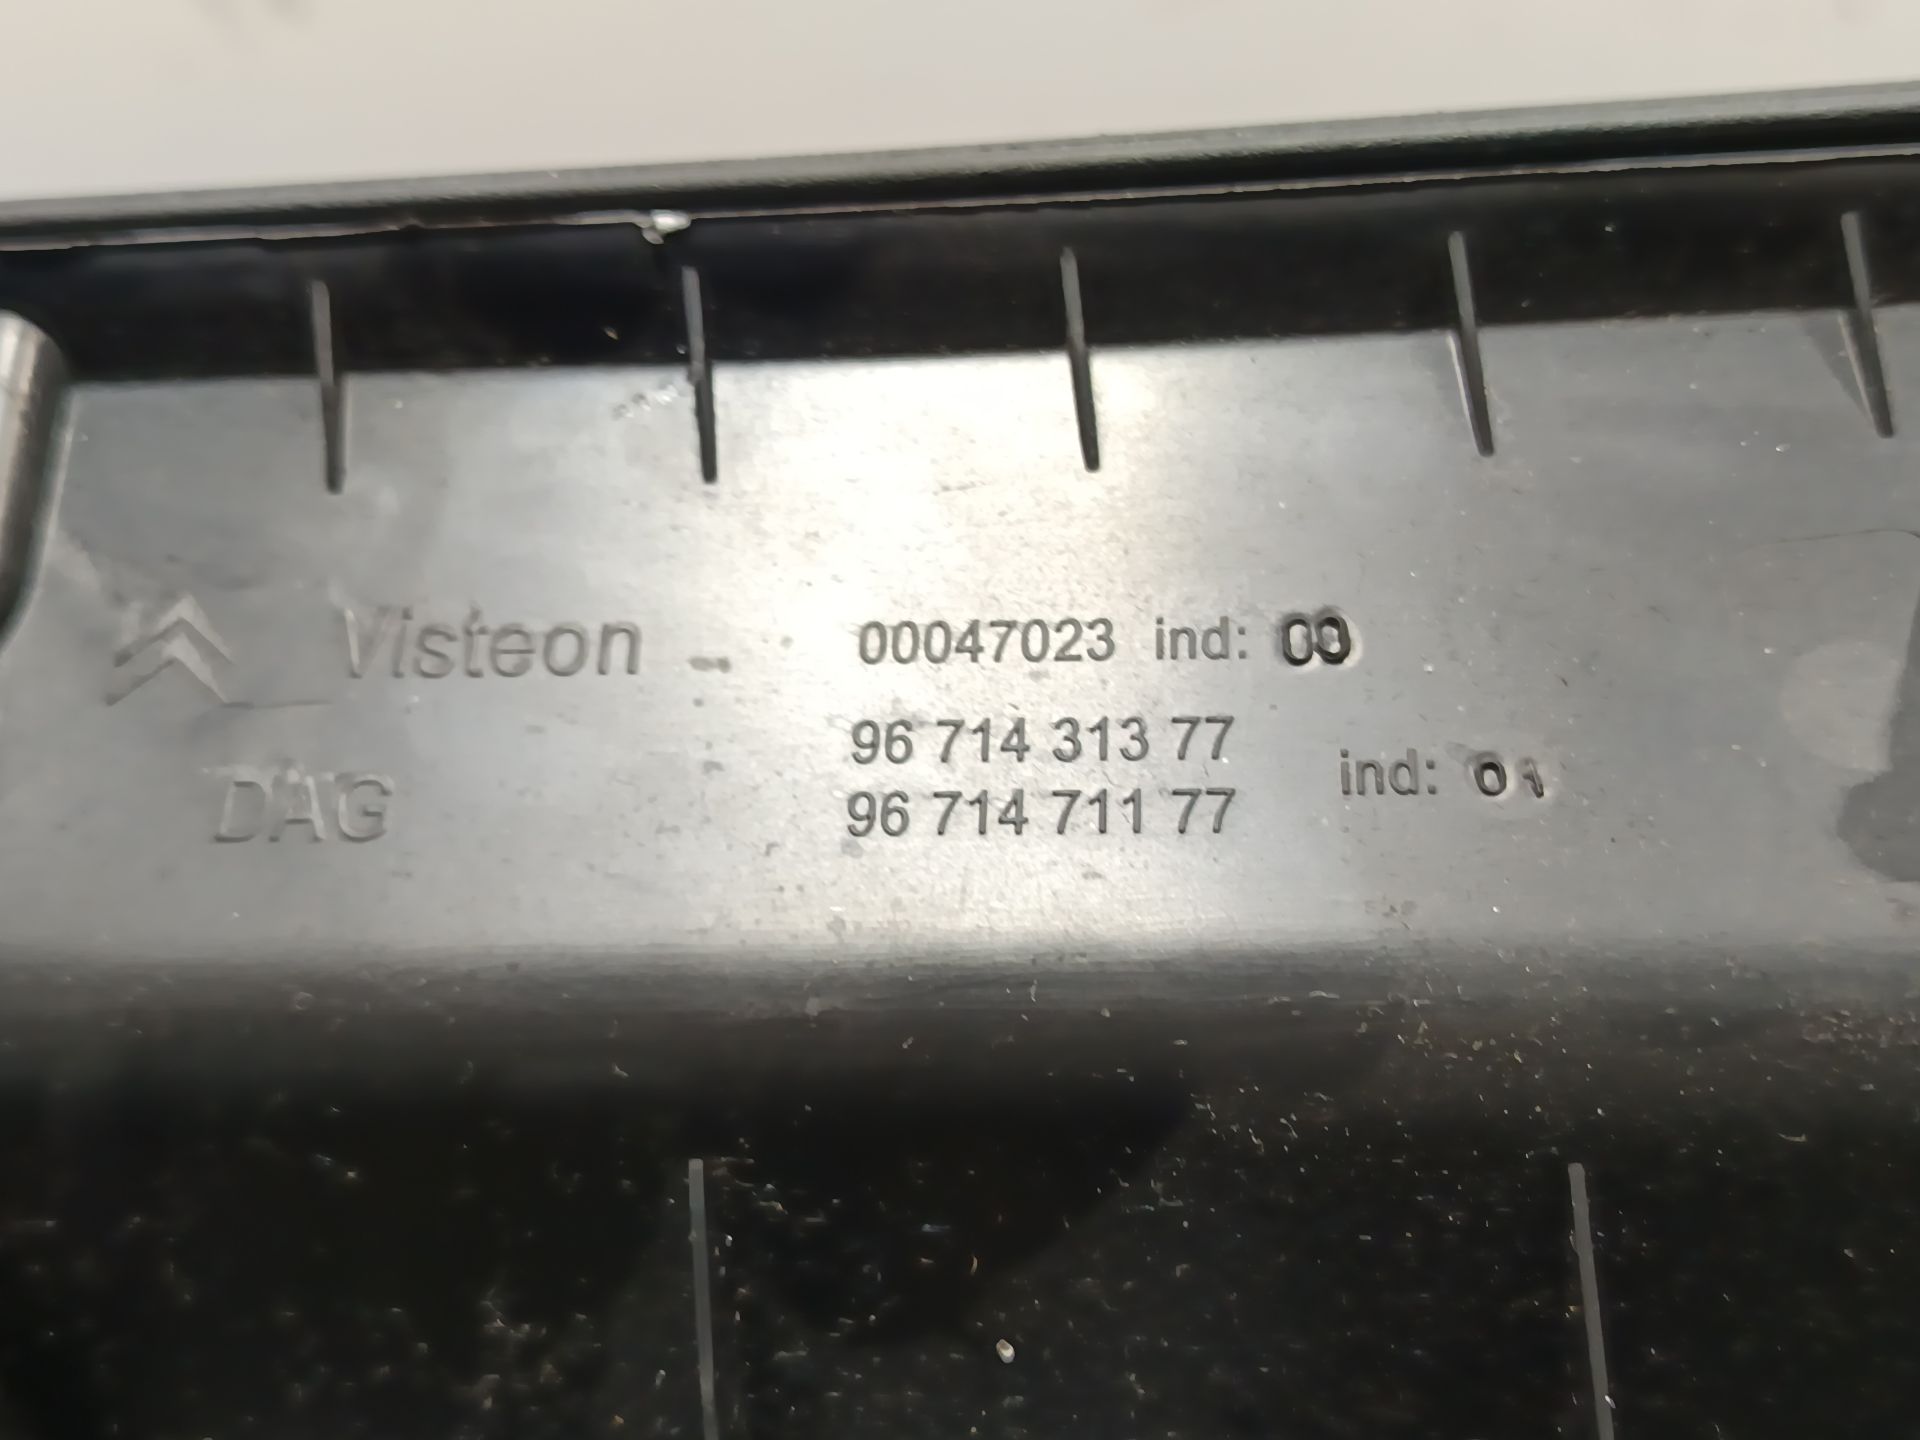 Visteon 00047023 ind: 00
96 714 313 77
DAG 96 714 711 77 ind: 01